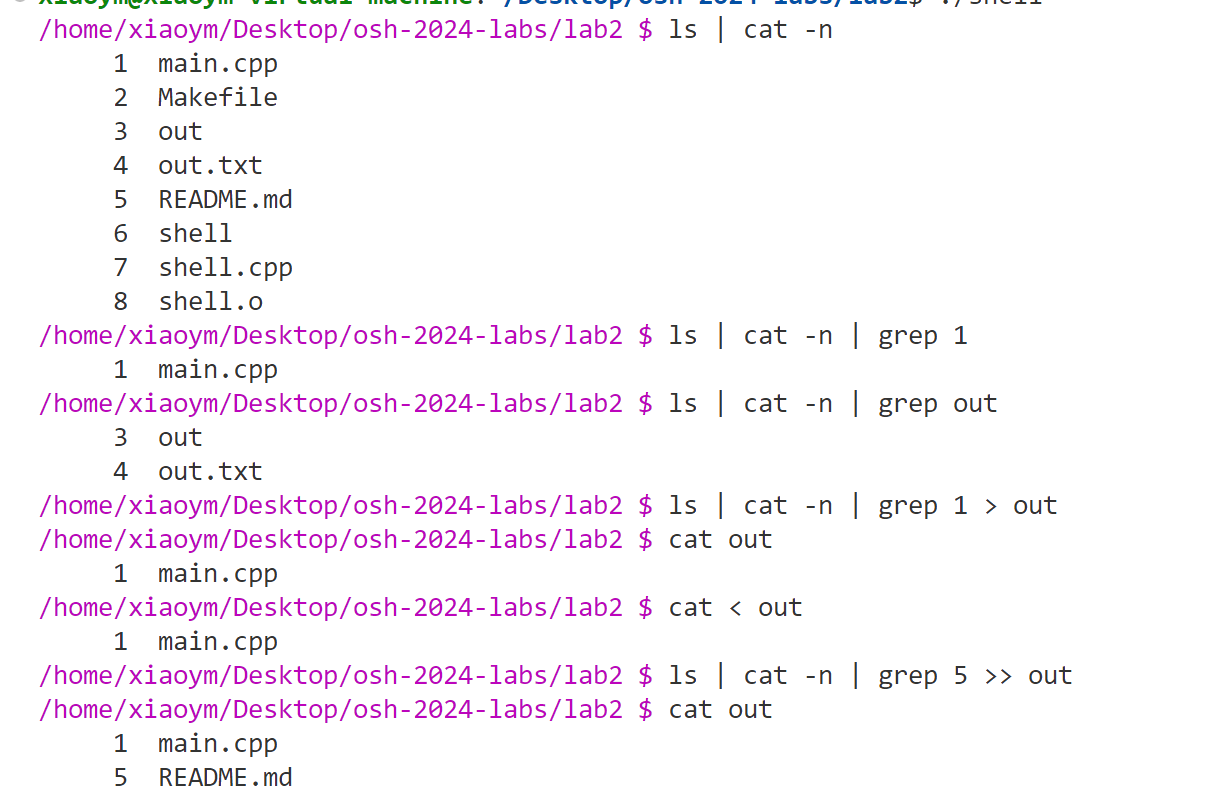 xiaoym@xiaoym-virtual-machine:~/Desktop/osh-2024-labs/lab2$ ./shell
/home/xiaoym/Desktop/osh-2024-labs/lab2 $ ls | cat -n
     1  main.cpp
     2  Makefile
     3  out
     4  out.txt
     5  README.md
     6  shell
     7  shell.cpp
     8  shell.o
/home/xiaoym/Desktop/osh-2024-labs/lab2 $ ls | cat -n | grep 1
     1  main.cpp
/home/xiaoym/Desktop/osh-2024-labs/lab2 $ ls | cat -n | grep out
     3  out
     4  out.txt
/home/xiaoym/Desktop/osh-2024-labs/lab2 $ ls | cat -n | grep 1 > out
/home/xiaoym/Desktop/osh-2024-labs/lab2 $ cat out
     1  main.cpp
/home/xiaoym/Desktop/osh-2024-labs/lab2 $ cat < out
     1  main.cpp
/home/xiaoym/Desktop/osh-2024-labs/lab2 $ ls | cat -n | grep 5 >> out
/home/xiaoym/Desktop/osh-2024-labs/lab2 $ cat out
     1  main.cpp
     5  README.md